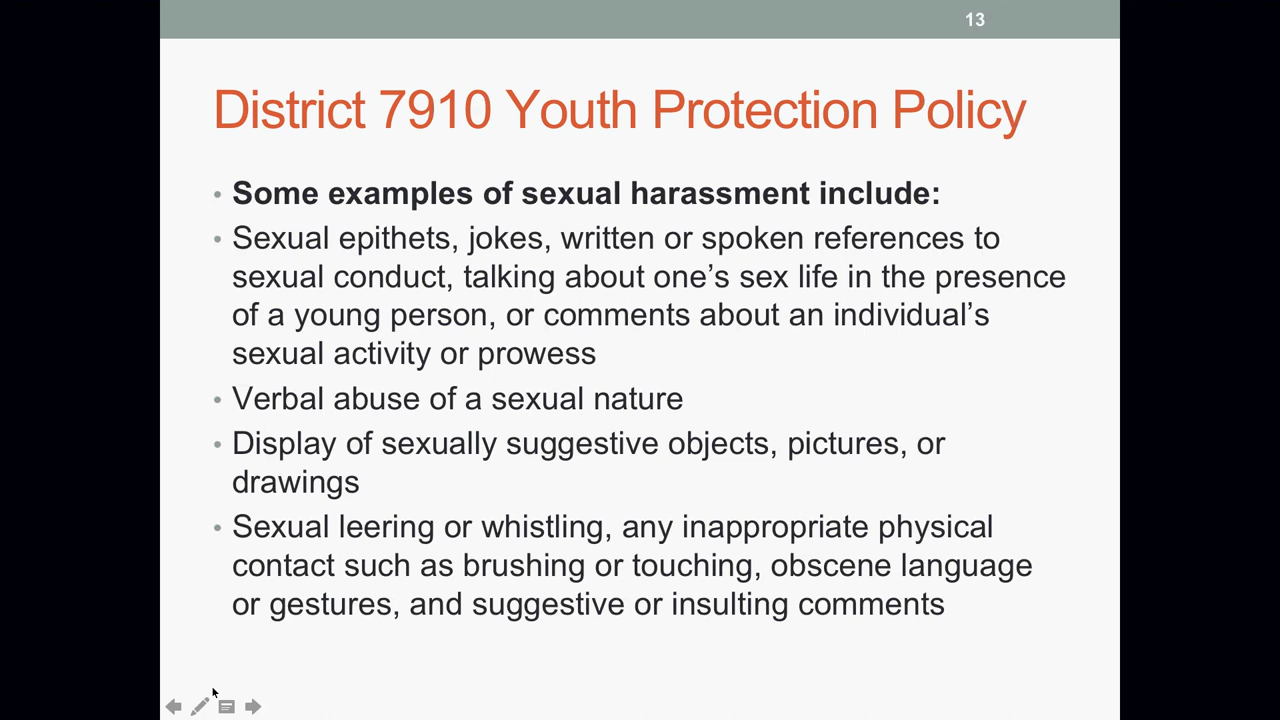 13
District 7910 Youth Protection Policy
• Some examples of sexual harassment include:
• Sexual epithets, jokes, written or spoken references to
sexual conduct, talking about one’s sex life in the presence
of a young person, or comments about an individual’s
sexual activity or prowess
• Verbal abuse of a sexual nature
• Display of sexually suggestive objects, pictures, or
drawings
• Sexual leering or whistling, any inappropriate physical
contact such as brushing or touching, obscene language
or gestures, and suggestive or insulting comments